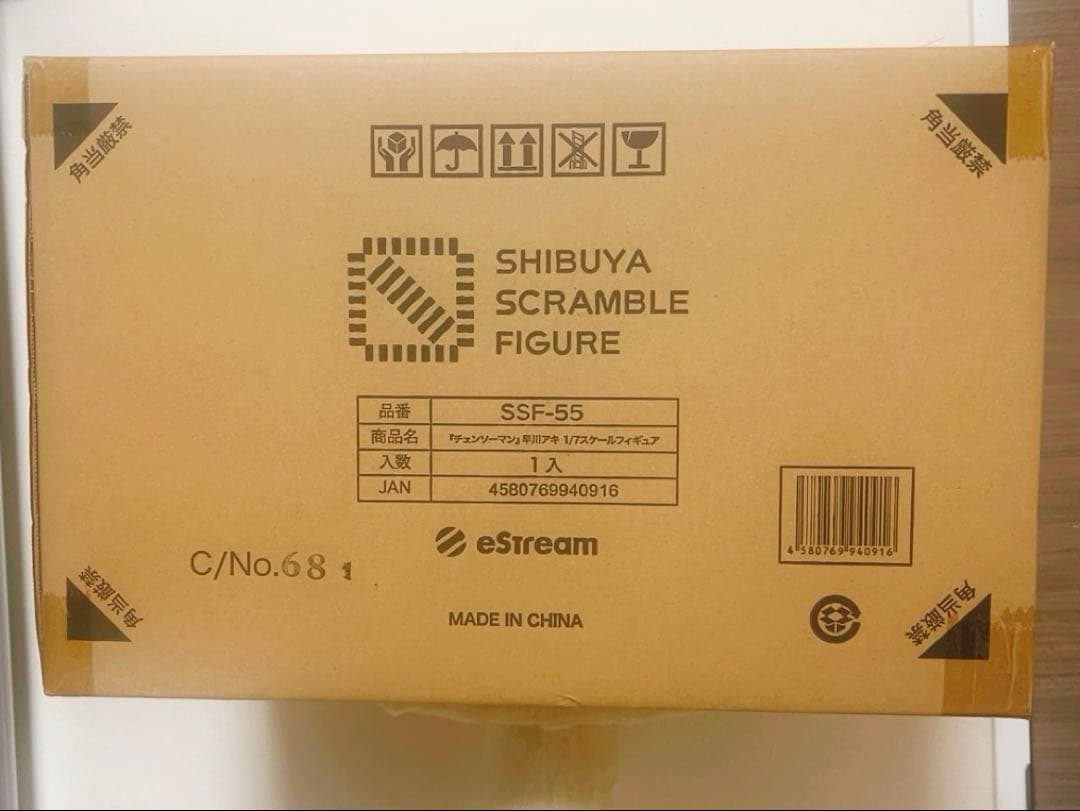 角当厳禁
角当厳禁
SHIBUYA
SCRAMBLE
FIGURE
品番 SSF-55
商品名 『チェンソーマン』早川アキ 1/7スケールフィギュア
入数 1入
JAN 4580769940916
4580769940916
eStream
C/No.681
角当厳禁
MADE IN CHINA
角当厳禁